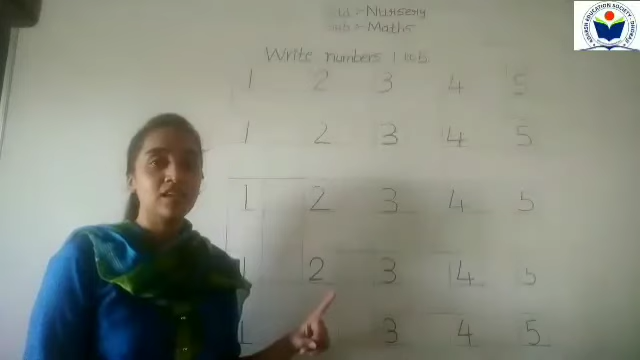 Std :- Nursery
Sub :- Maths
Write numbers 1 to 5
1 2 3 4 5
1 2 3 4 5
1 2 3 4 5
1 2 3 4 5
1 3 4 5